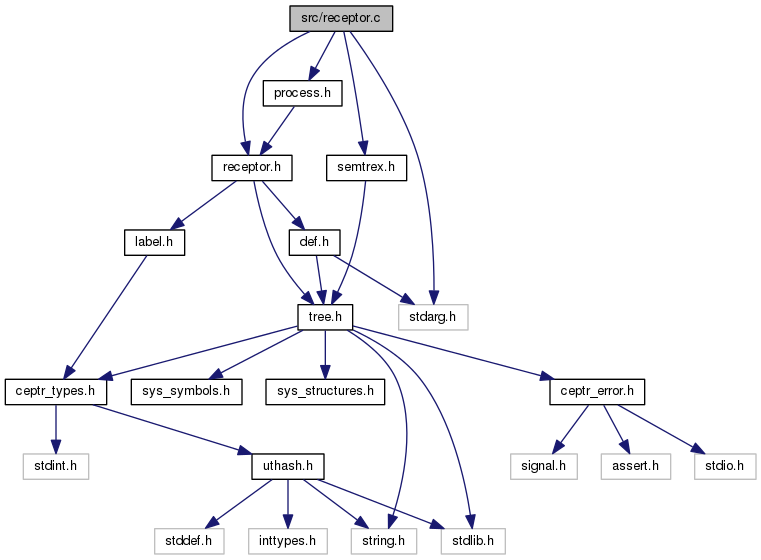 src/receptor.c
process.h
receptor.h
semtrex.h
label.h
def.h
tree.h
stdarg.h
ceptr_types.h
sys_symbols.h
sys_structures.h
ceptr_error.h
stdint.h
uthash.h
signal.h
assert.h
stdio.h
stddef.h
inttypes.h
string.h
stdlib.h